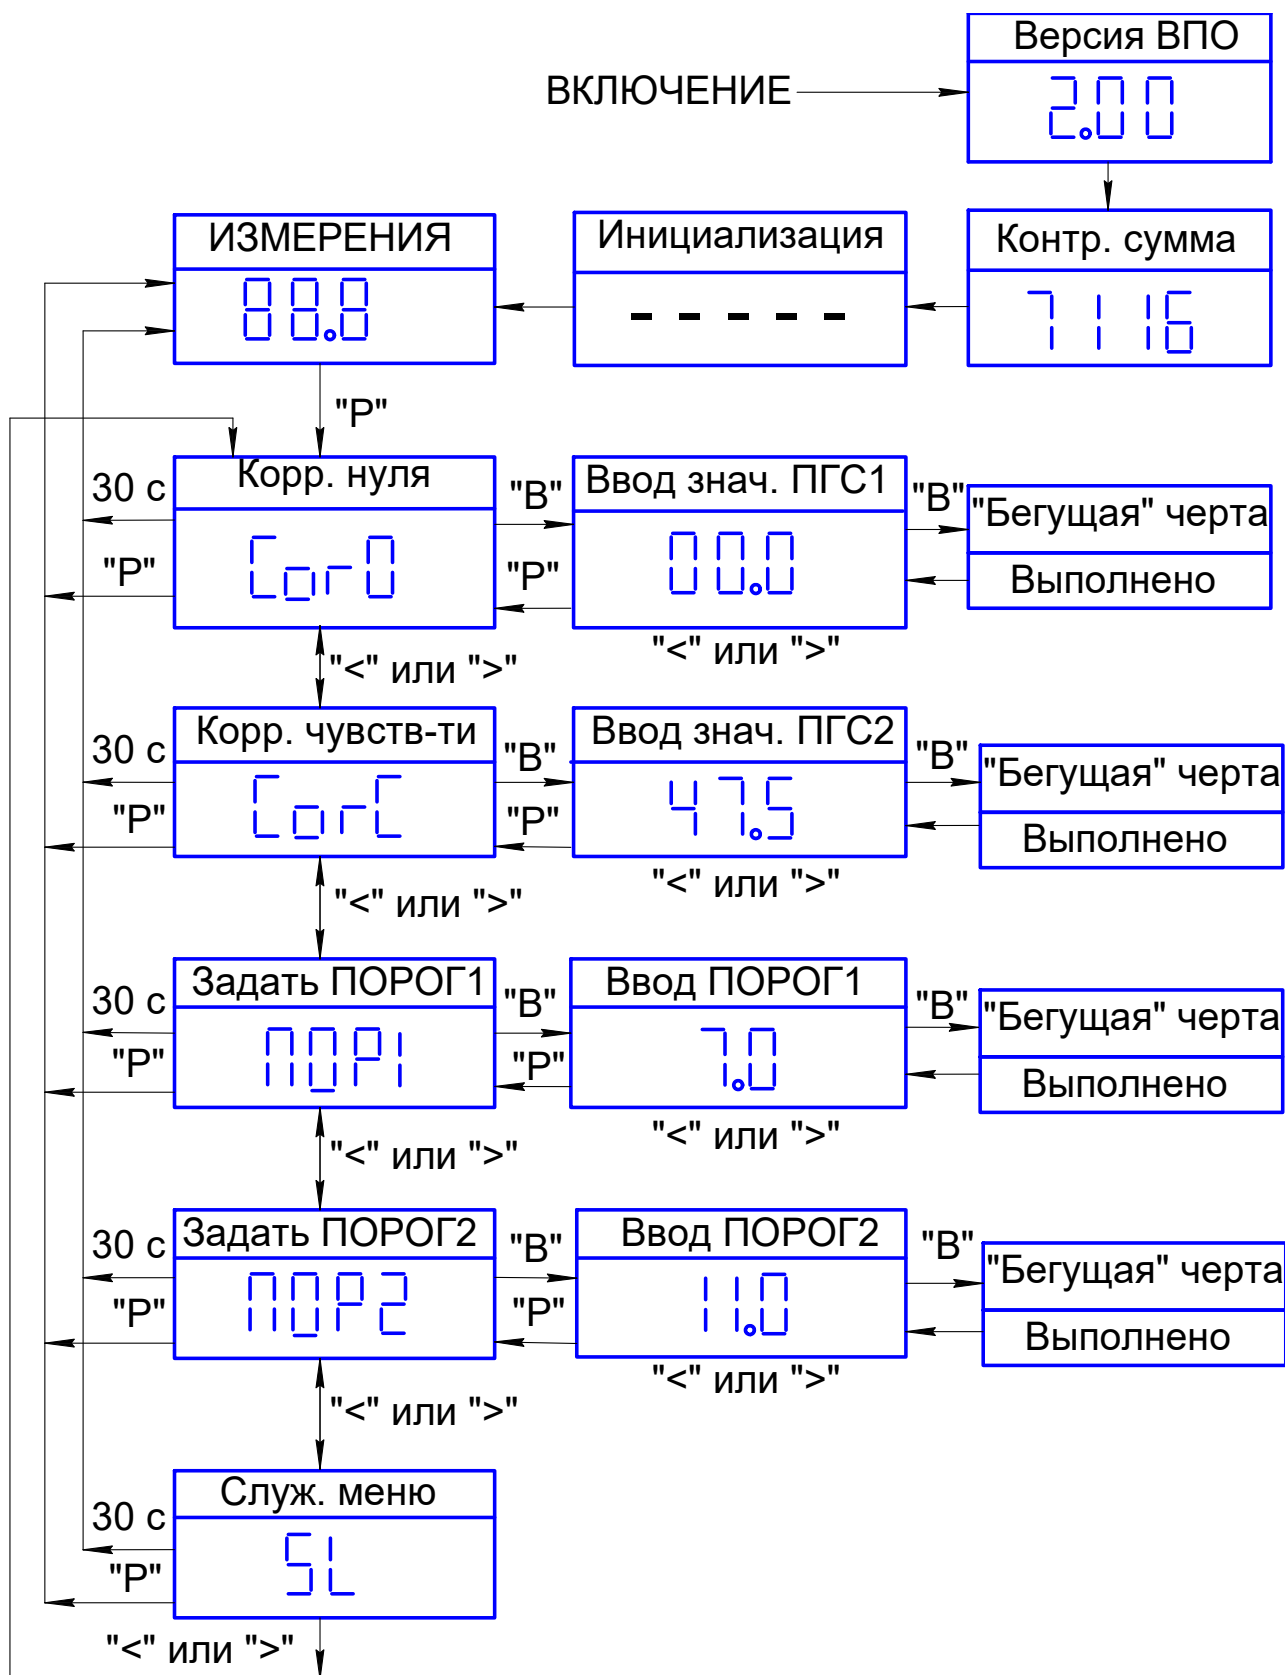 Версия ВПО
ВКЛЮЧЕНИЕ
2.00
ИЗМЕРЕНИЯ
Инициализация
Контр. сумма
88.8
- - - - -
7116
"Р"
Корр. нуля
30 с
"В"
Ввод знач. ПГС1
"В"
"Бегущая" черта
Cor0
"Р"
"Р"
00.0
Выполнено
"<" или ">"
"<" или ">"
Корр. чувств-ти
30 с
"В"
Ввод знач. ПГС2
"В"
"Бегущая" черта
CorC
"Р"
"Р"
47.5
Выполнено
"<" или ">"
"<" или ">"
Задать ПОРОГ1
30 с
"В"
Ввод ПОРОГ1
"В"
"Бегущая" черта
ПОР1
"Р"
"Р"
7.0
Выполнено
"<" или ">"
"<" или ">"
Задать ПОРОГ2
30 с
"В"
Ввод ПОРОГ2
"В"
"Бегущая" черта
ПОР2
"Р"
"Р"
11.0
Выполнено
"<" или ">"
"<" или ">"
Служ. меню
30 с
SL
"Р"
"<" или ">"